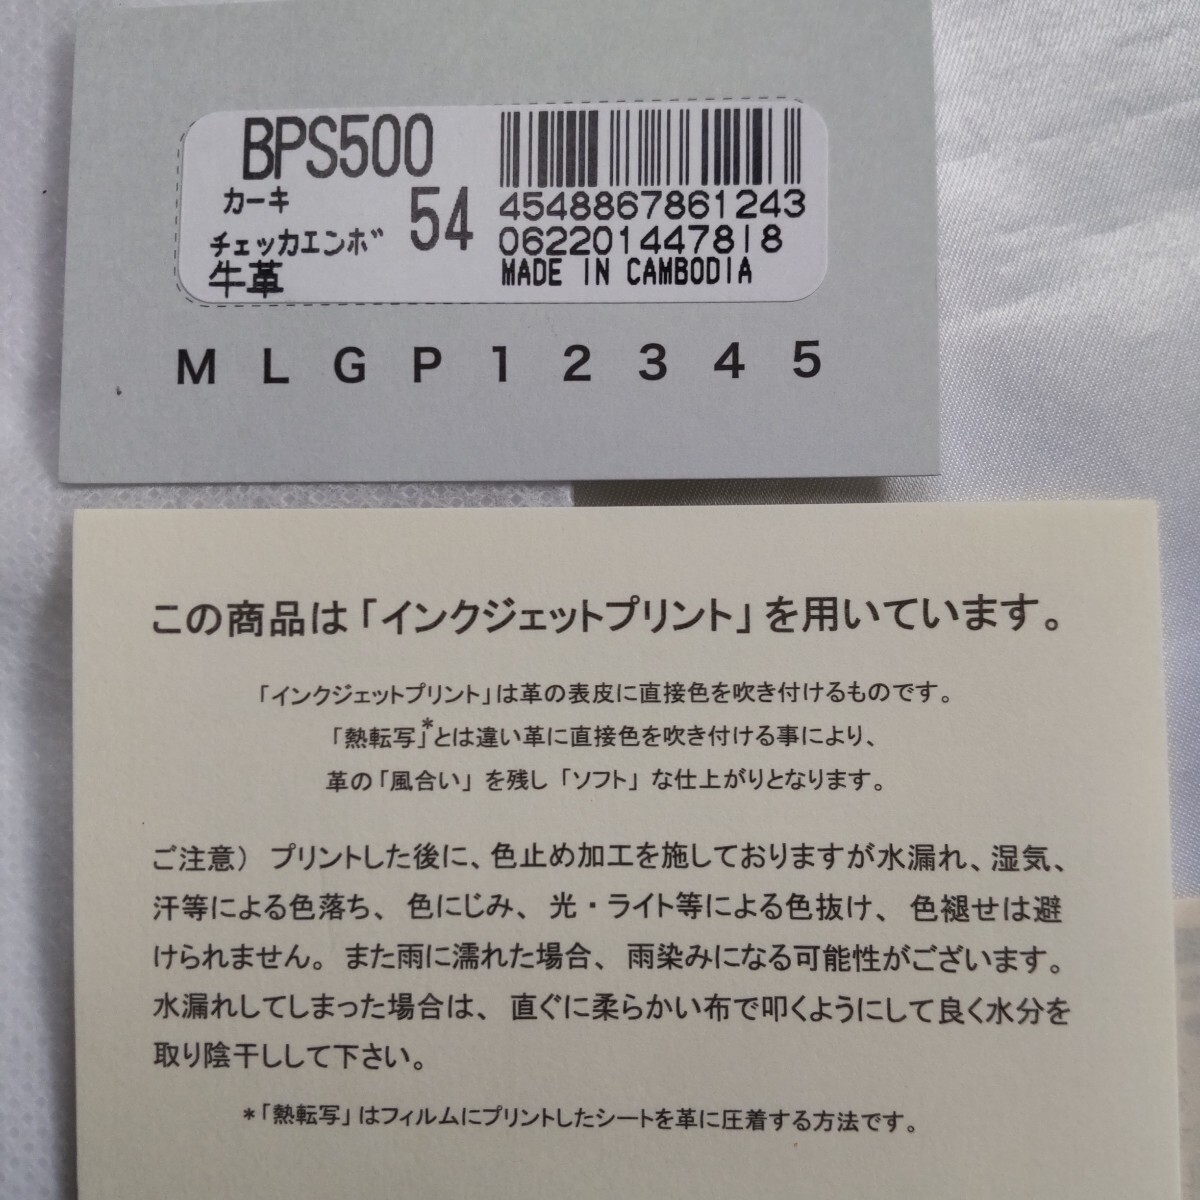 BPS500
カーキ
チェッカエンボ 54
牛革
4548867861243
0622014478|8
MADE IN CAMBODIA
M L G P 1 2 3 4 5
この商品は「インクジェットプリント」を用いています。
「インクジェットプリント」は革の表皮に直接色を吹き付けるものです。
「熱転写」*とは違い革に直接色を吹き付ける事により、
革の「風合い」を残し「ソフト」な仕上がりとなります。
ご注意）プリントした後に、色止め加工を施しておりますが水漏れ、湿気、
汗等による色落ち、色にじみ、光・ライト等による色抜け、色褪せは避
けられません。また雨に濡れた場合、雨染みになる可能性がございます。
水漏れしてしまった場合は、直ぐに柔らかい布で叩くようにして良く水分を
取り陰干しして下さい。
*「熱転写」はフィルムにプリントしたシートを革に圧着する方法です。